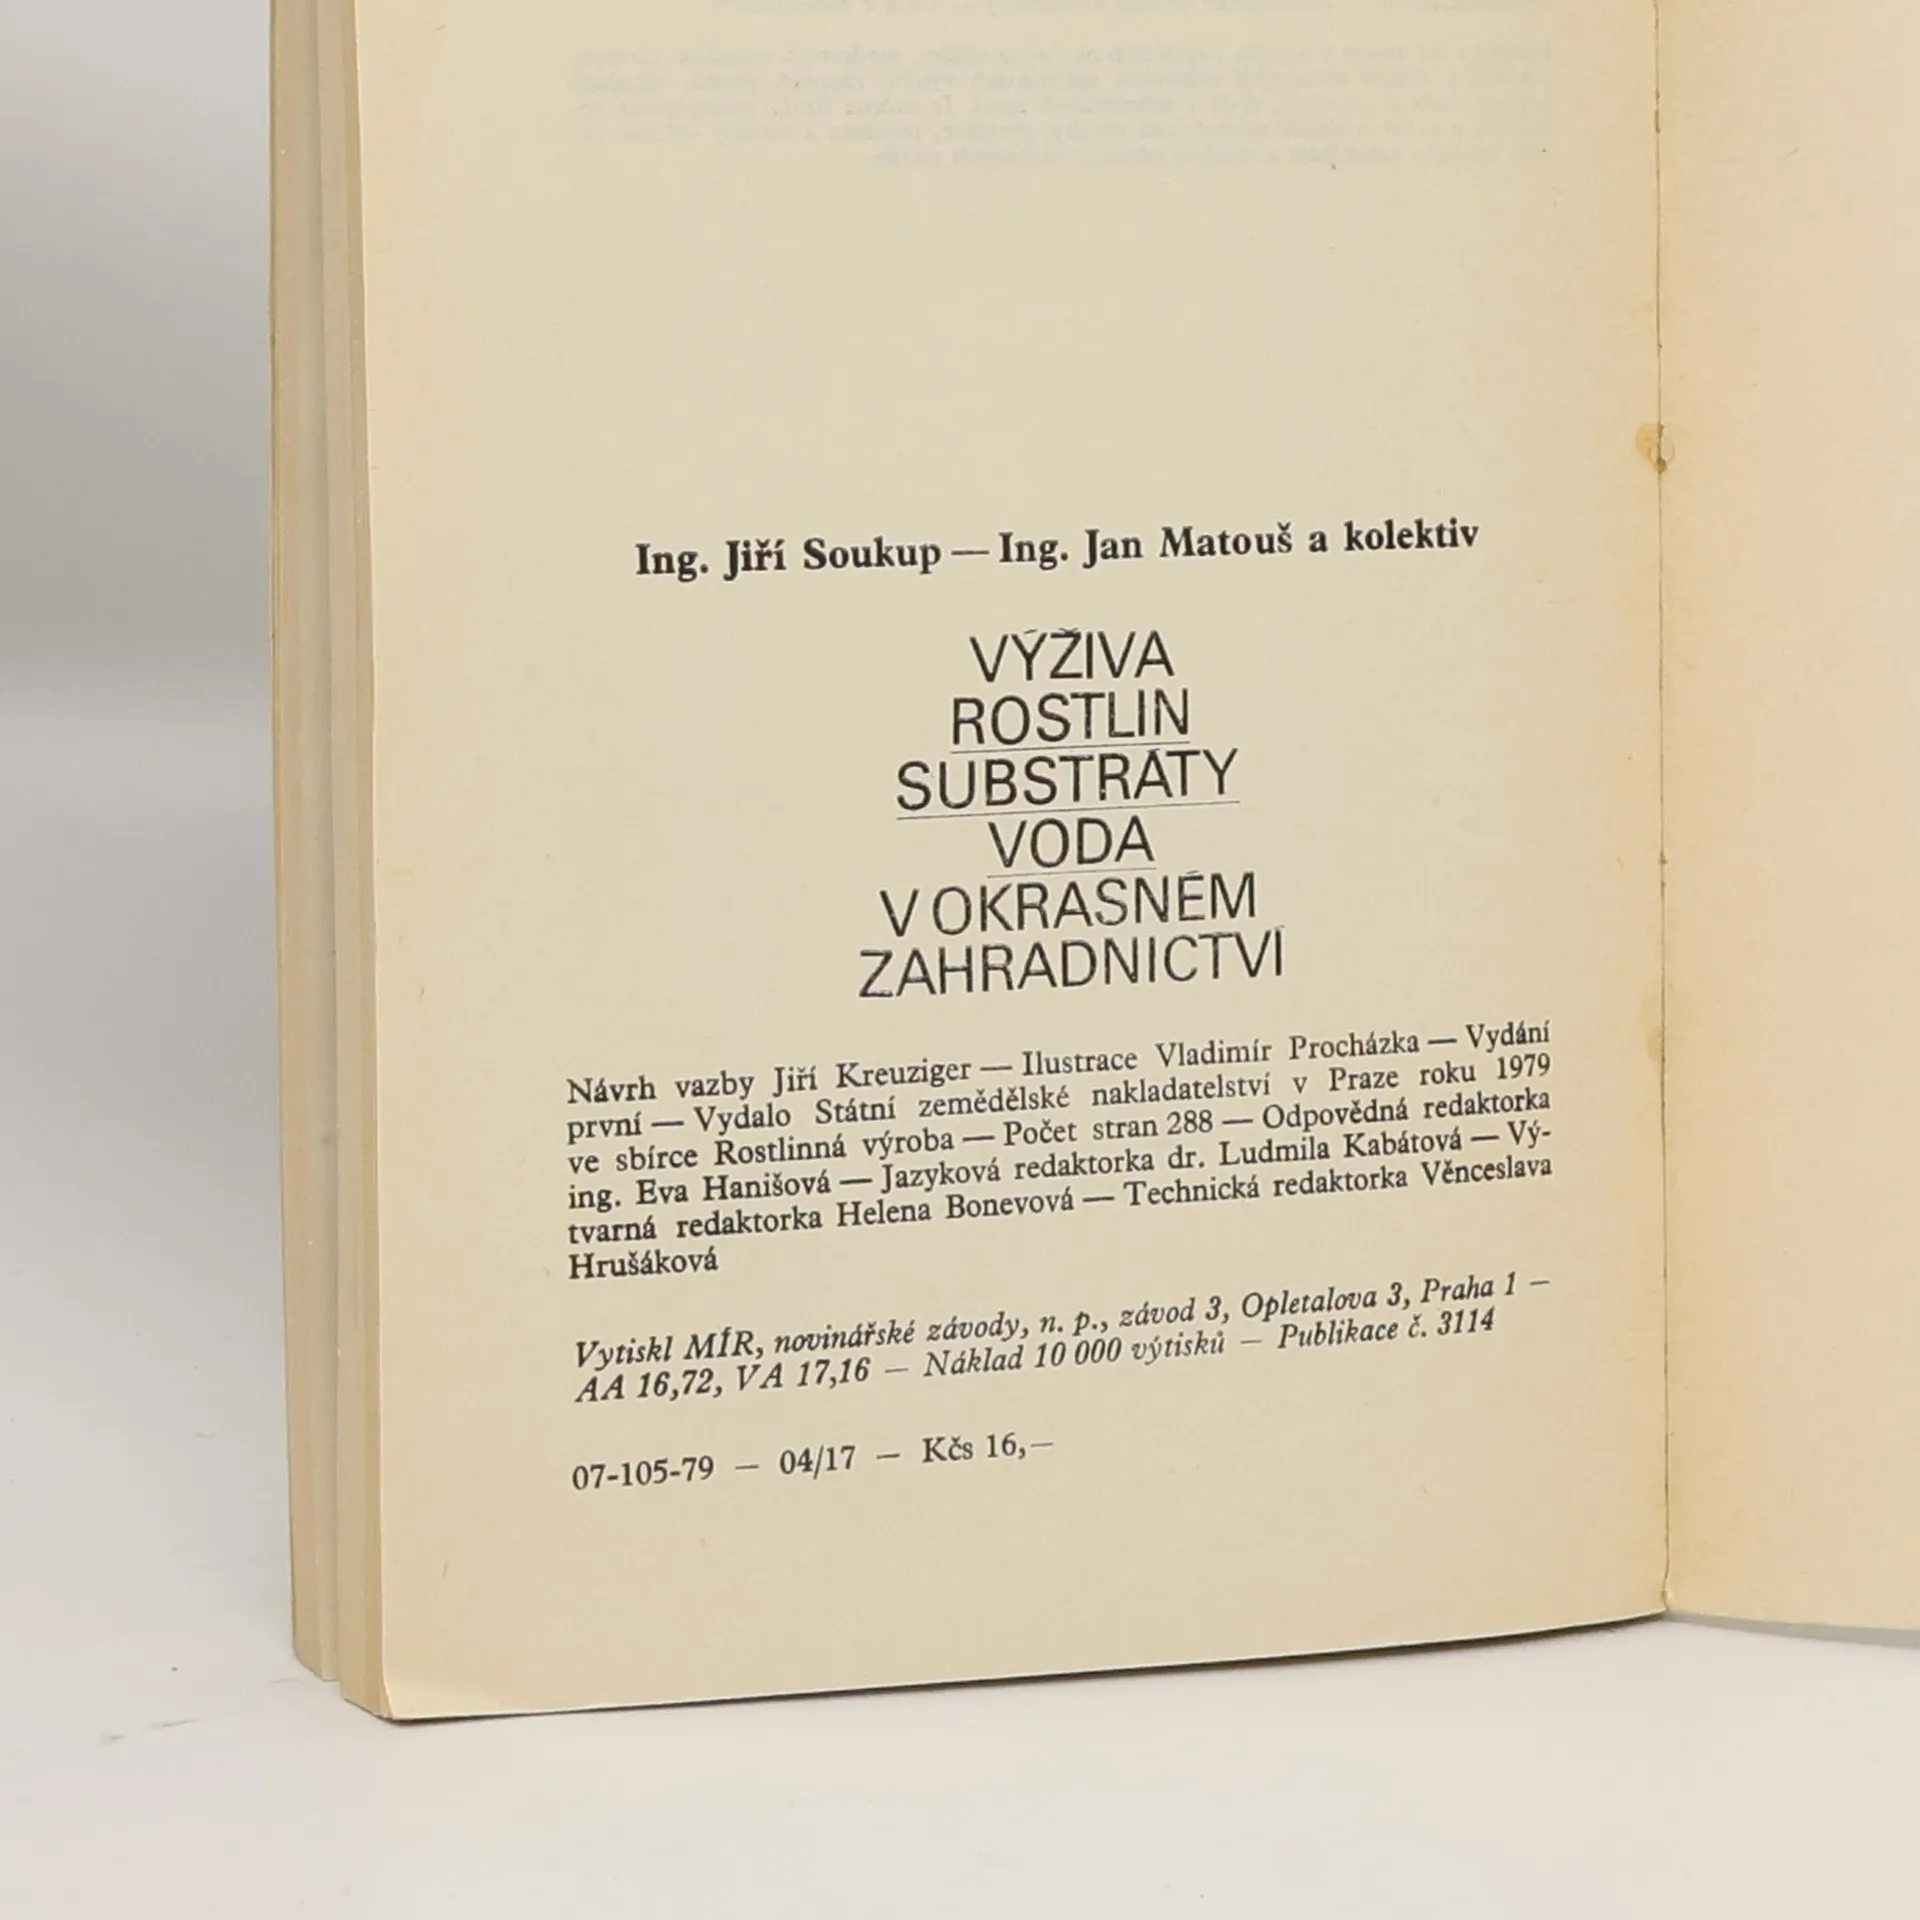 Ing. Jiří Soukup — Ing. Jan Matouš a kolektiv
VÝŽIVA
ROSTLIN
SUBSTRÁTY
VODA
V OKRASNÉM
ZAHRADNICTVÍ
Návrh vazby Jiří Kreuziger — Ilustrace Vladimír Procházka — Vydání
první — Vydalo Státní zemědělské nakladatelství v Praze roku 1979
ve sbírce Rostlinná výroba — Počet stran 288 — Odpovědná redaktorka
ing. Eva Hanišová — Jazyková redaktorka dr. Ludmila Kabátová — Vý-
tvarná redaktorka Helena Bonevová — Technická redaktorka Věnceslava
Hrušáková
Vytiskl MÍR, novinářské závody, n. p., závod 3, Opletalova 3, Praha 1 —
AA 16,72, VA 17,16 — Náklad 10 000 výtisků — Publikace č. 3114
07-105-79 — 04/17 — Kčs 16,—